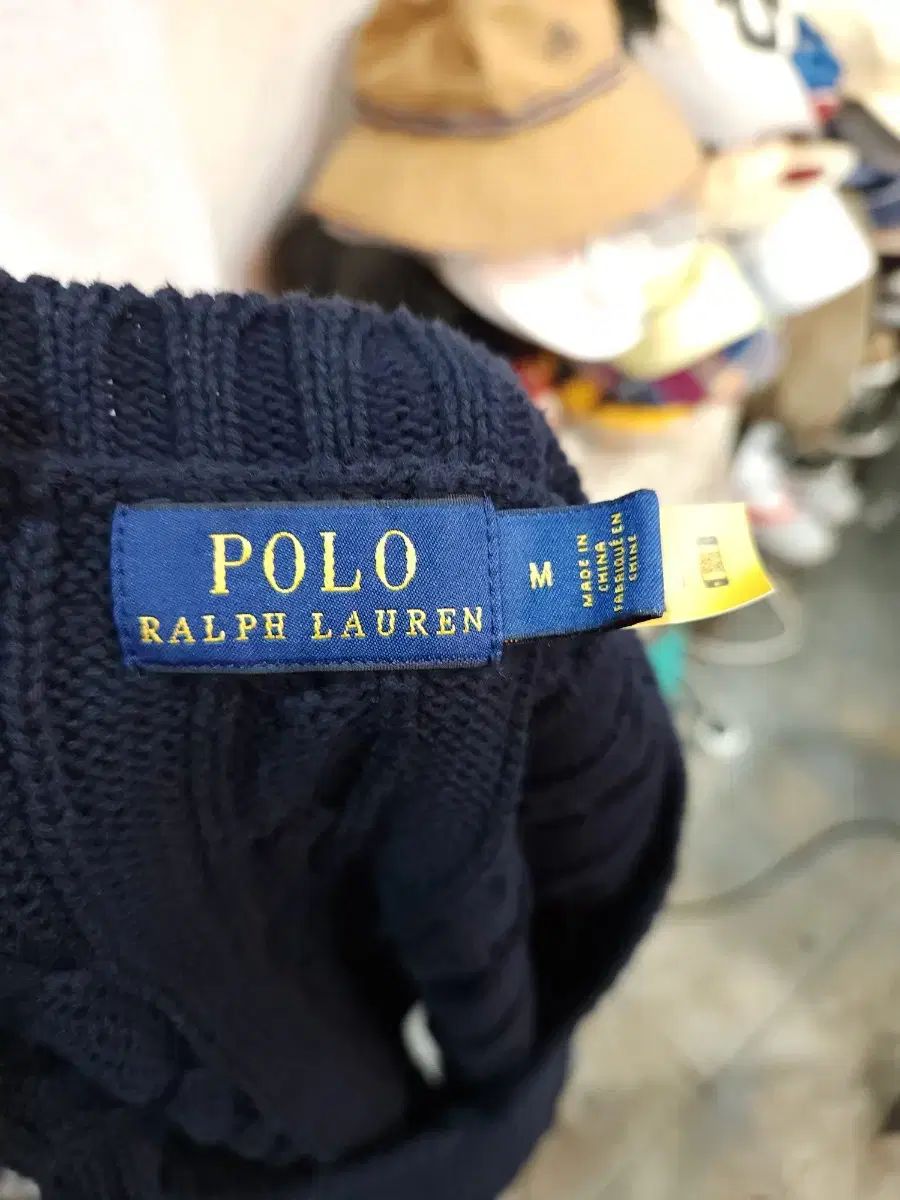 POLO
RALPH LAUREN
M
MADE IN
CHINA
FABRIQUÉ EN
CHINE